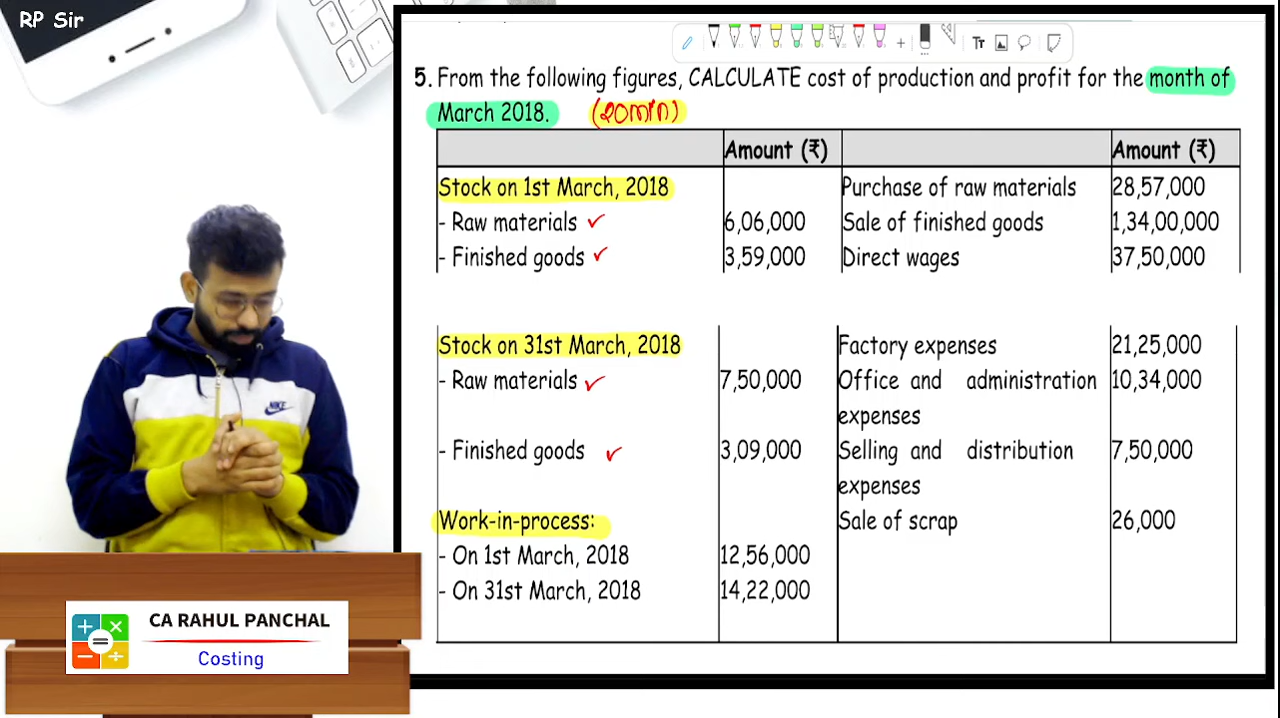 RP Sir
5. From the following figures, CALCULATE cost of production and profit for the month of
March 2018. (20min)
Amount (₹) Amount (₹)
Stock on 1st March, 2018 Purchase of raw materials 28,57,000
- Raw materials 6,06,000 Sale of finished goods 1,34,00,000
- Finished goods 3,59,000 Direct wages 37,50,000
Stock on 31st March, 2018 Factory expenses 21,25,000
- Raw materials 7,50,000 Office and administration 10,34,000
expenses
- Finished goods 3,09,000 Selling and distribution 7,50,000
expenses
Work-in-process: Sale of scrap 26,000
- On 1st March, 2018 12,56,000
- On 31st March, 2018 14,22,000
Tт
NIKE
CA RAHUL PANCHAL
Costing